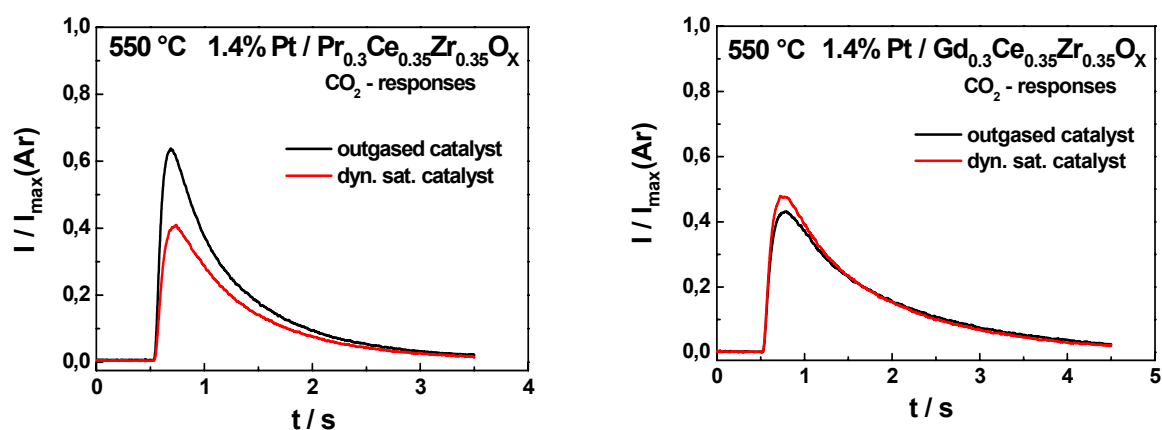 550 °C 1.4% Pt / Pr0.3Ce0.35Zr0.35OX
CO2 - responses
outgased catalyst
dyn. sat. catalyst
I / Imax(Ar)
1,0
0,8
0,6
0,4
0,2
0,0
0 1 2 3 4
t / s
550 °C 1.4% Pt / Gd0.3Ce0.35Zr0.35OX
CO2 - responses
outgased catalyst
dyn. sat. catalyst
I / Imax(Ar)
1,0
0,8
0,6
0,4
0,2
0,0
0 1 2 3 4 5
t / s